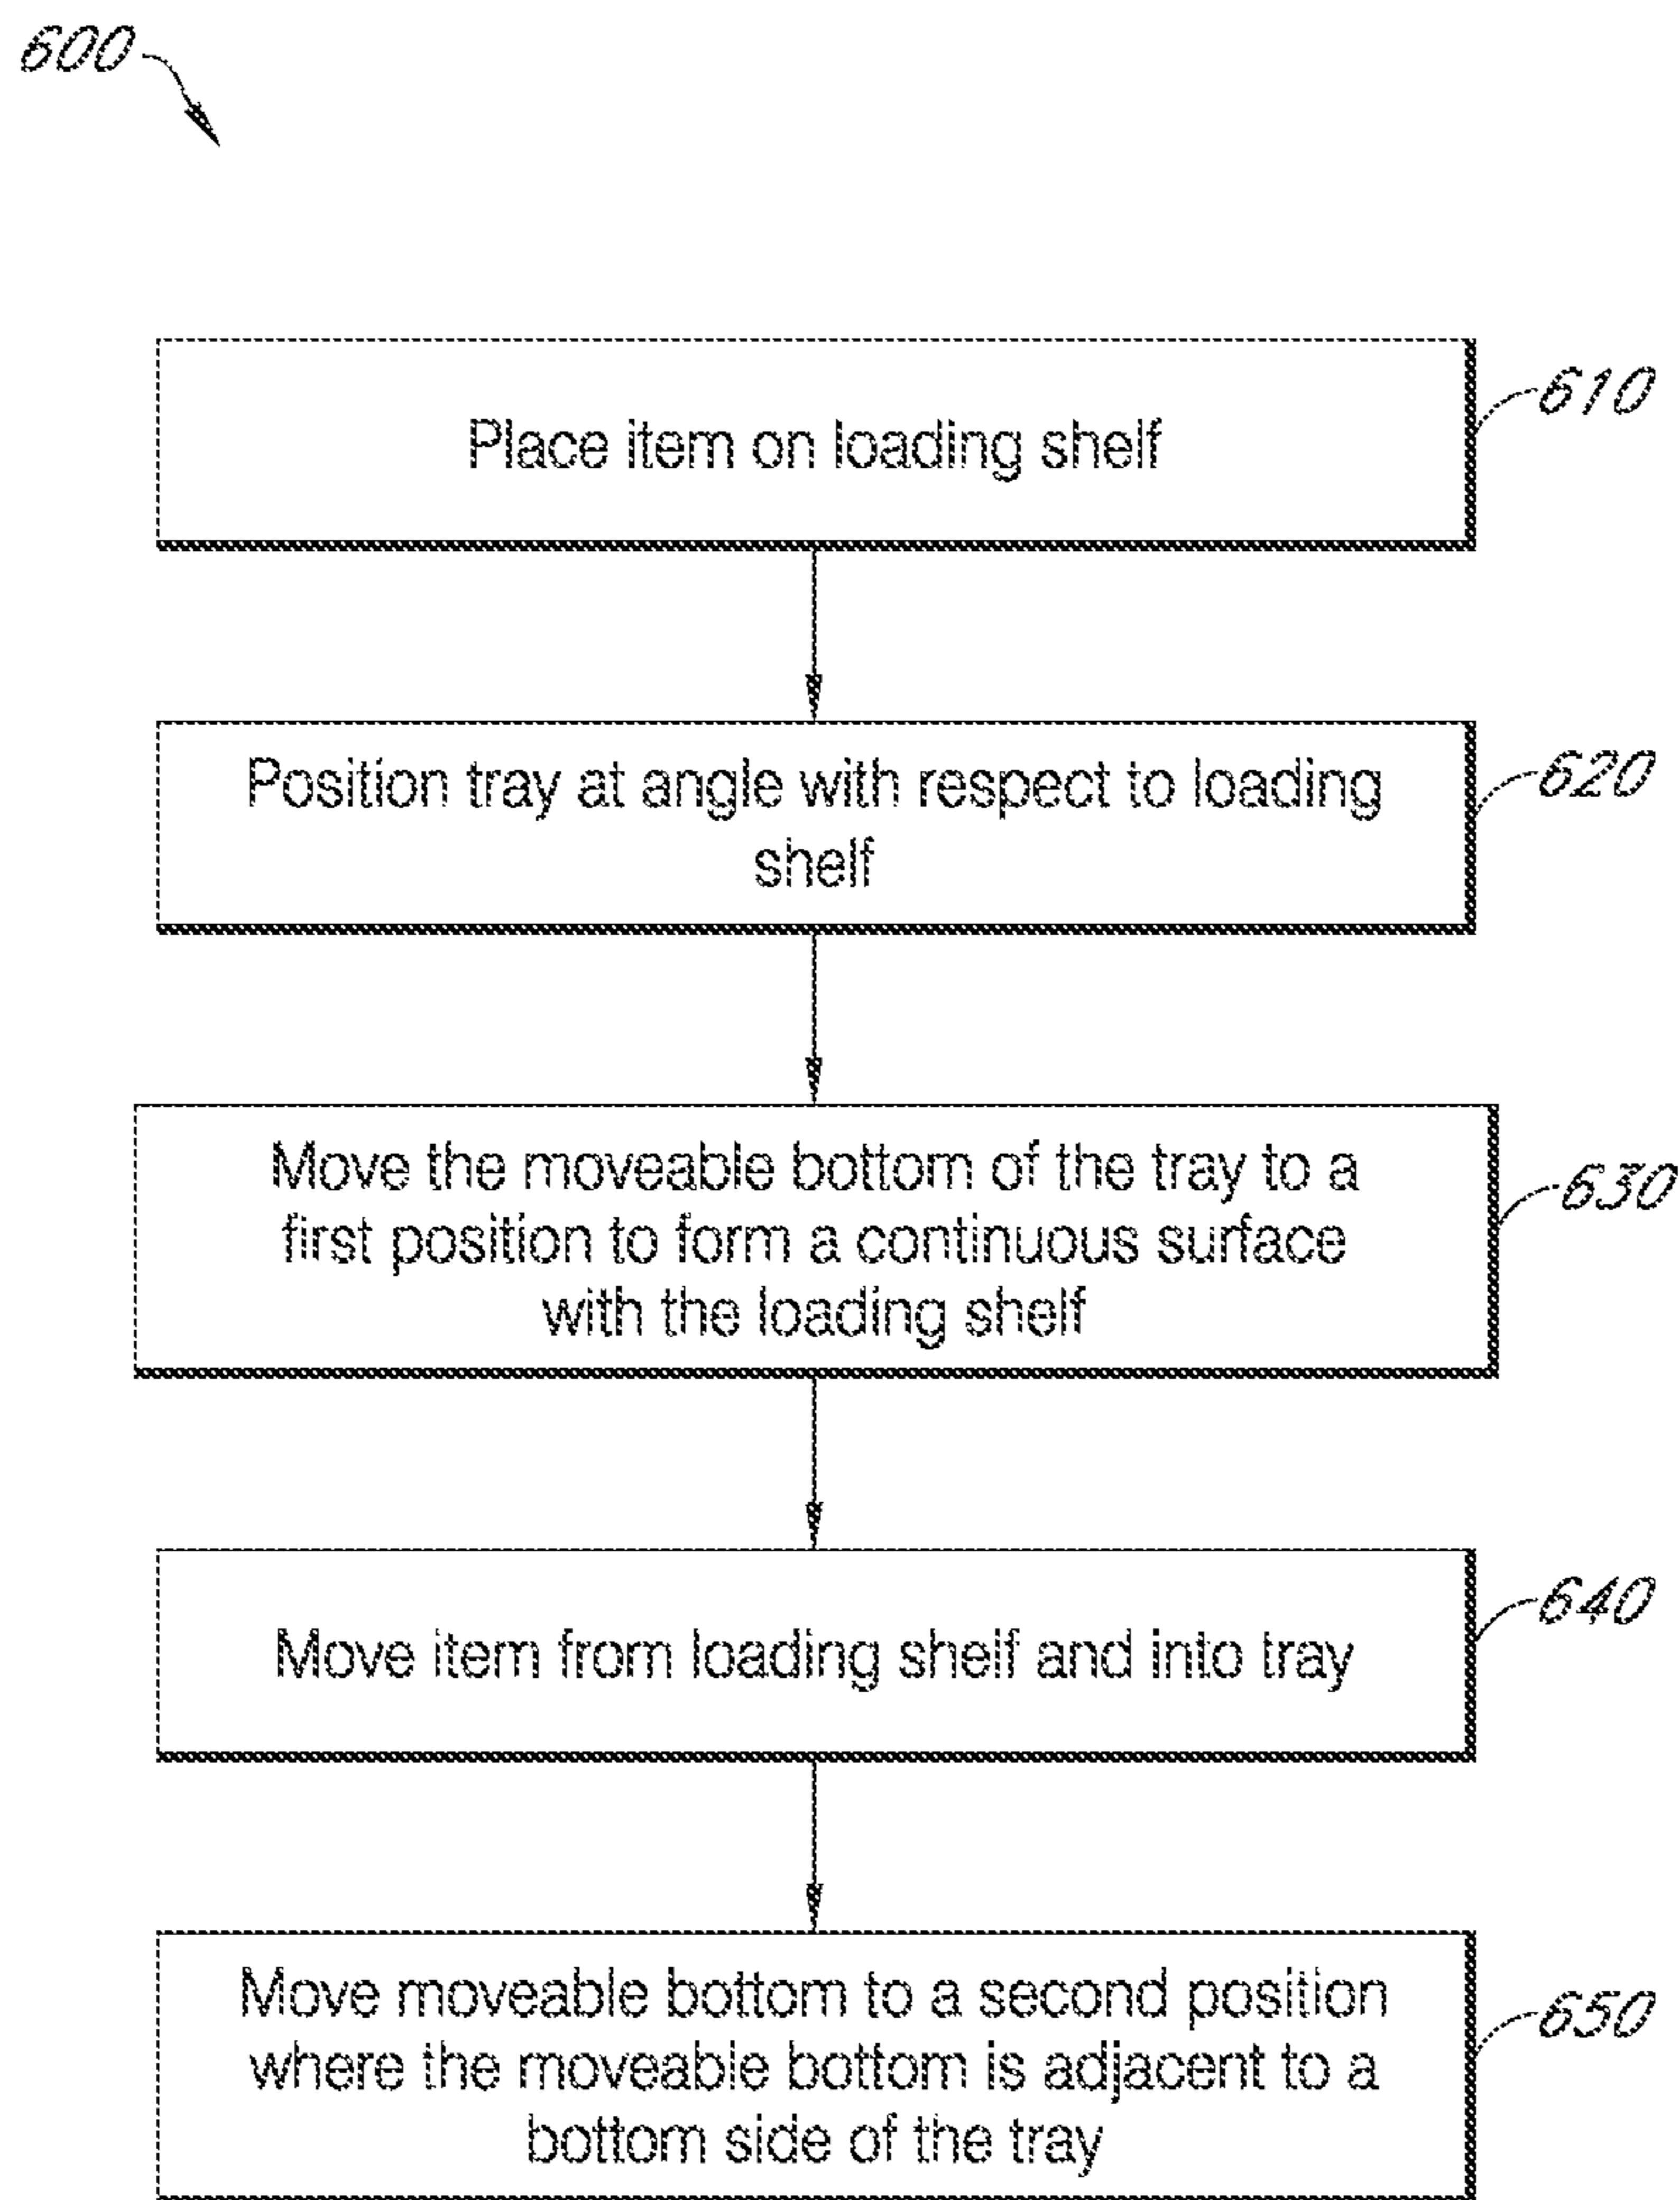 600
Place item on loading shelf
610
Position tray at angle with respect to loading
shelf
620
Move the moveable bottom of the tray to a
first position to form a continuous surface
with the loading shelf
630
Move item from loading shelf and into tray
640
Move moveable bottom to a second position
where the moveable bottom is adjacent to a
bottom side of the tray
650